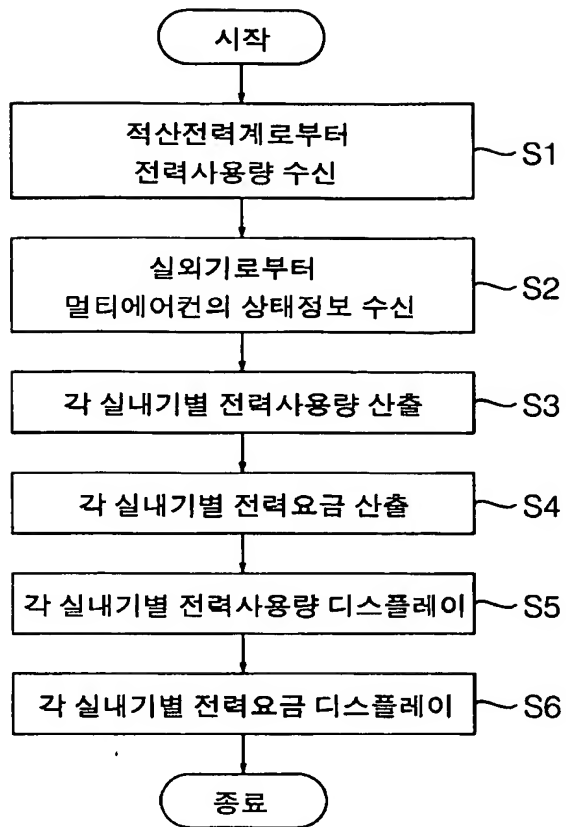 시작
적산전력계로부터
전력사용량 수신
S1
실외기로부터
멀티에어컨의 상태정보 수신
S2
각 실내기별 전력사용량 산출
S3
각 실내기별 전력요금 산출
S4
각 실내기별 전력사용량 디스플레이
S5
각 실내기별 전력요금 디스플레이
S6
종료